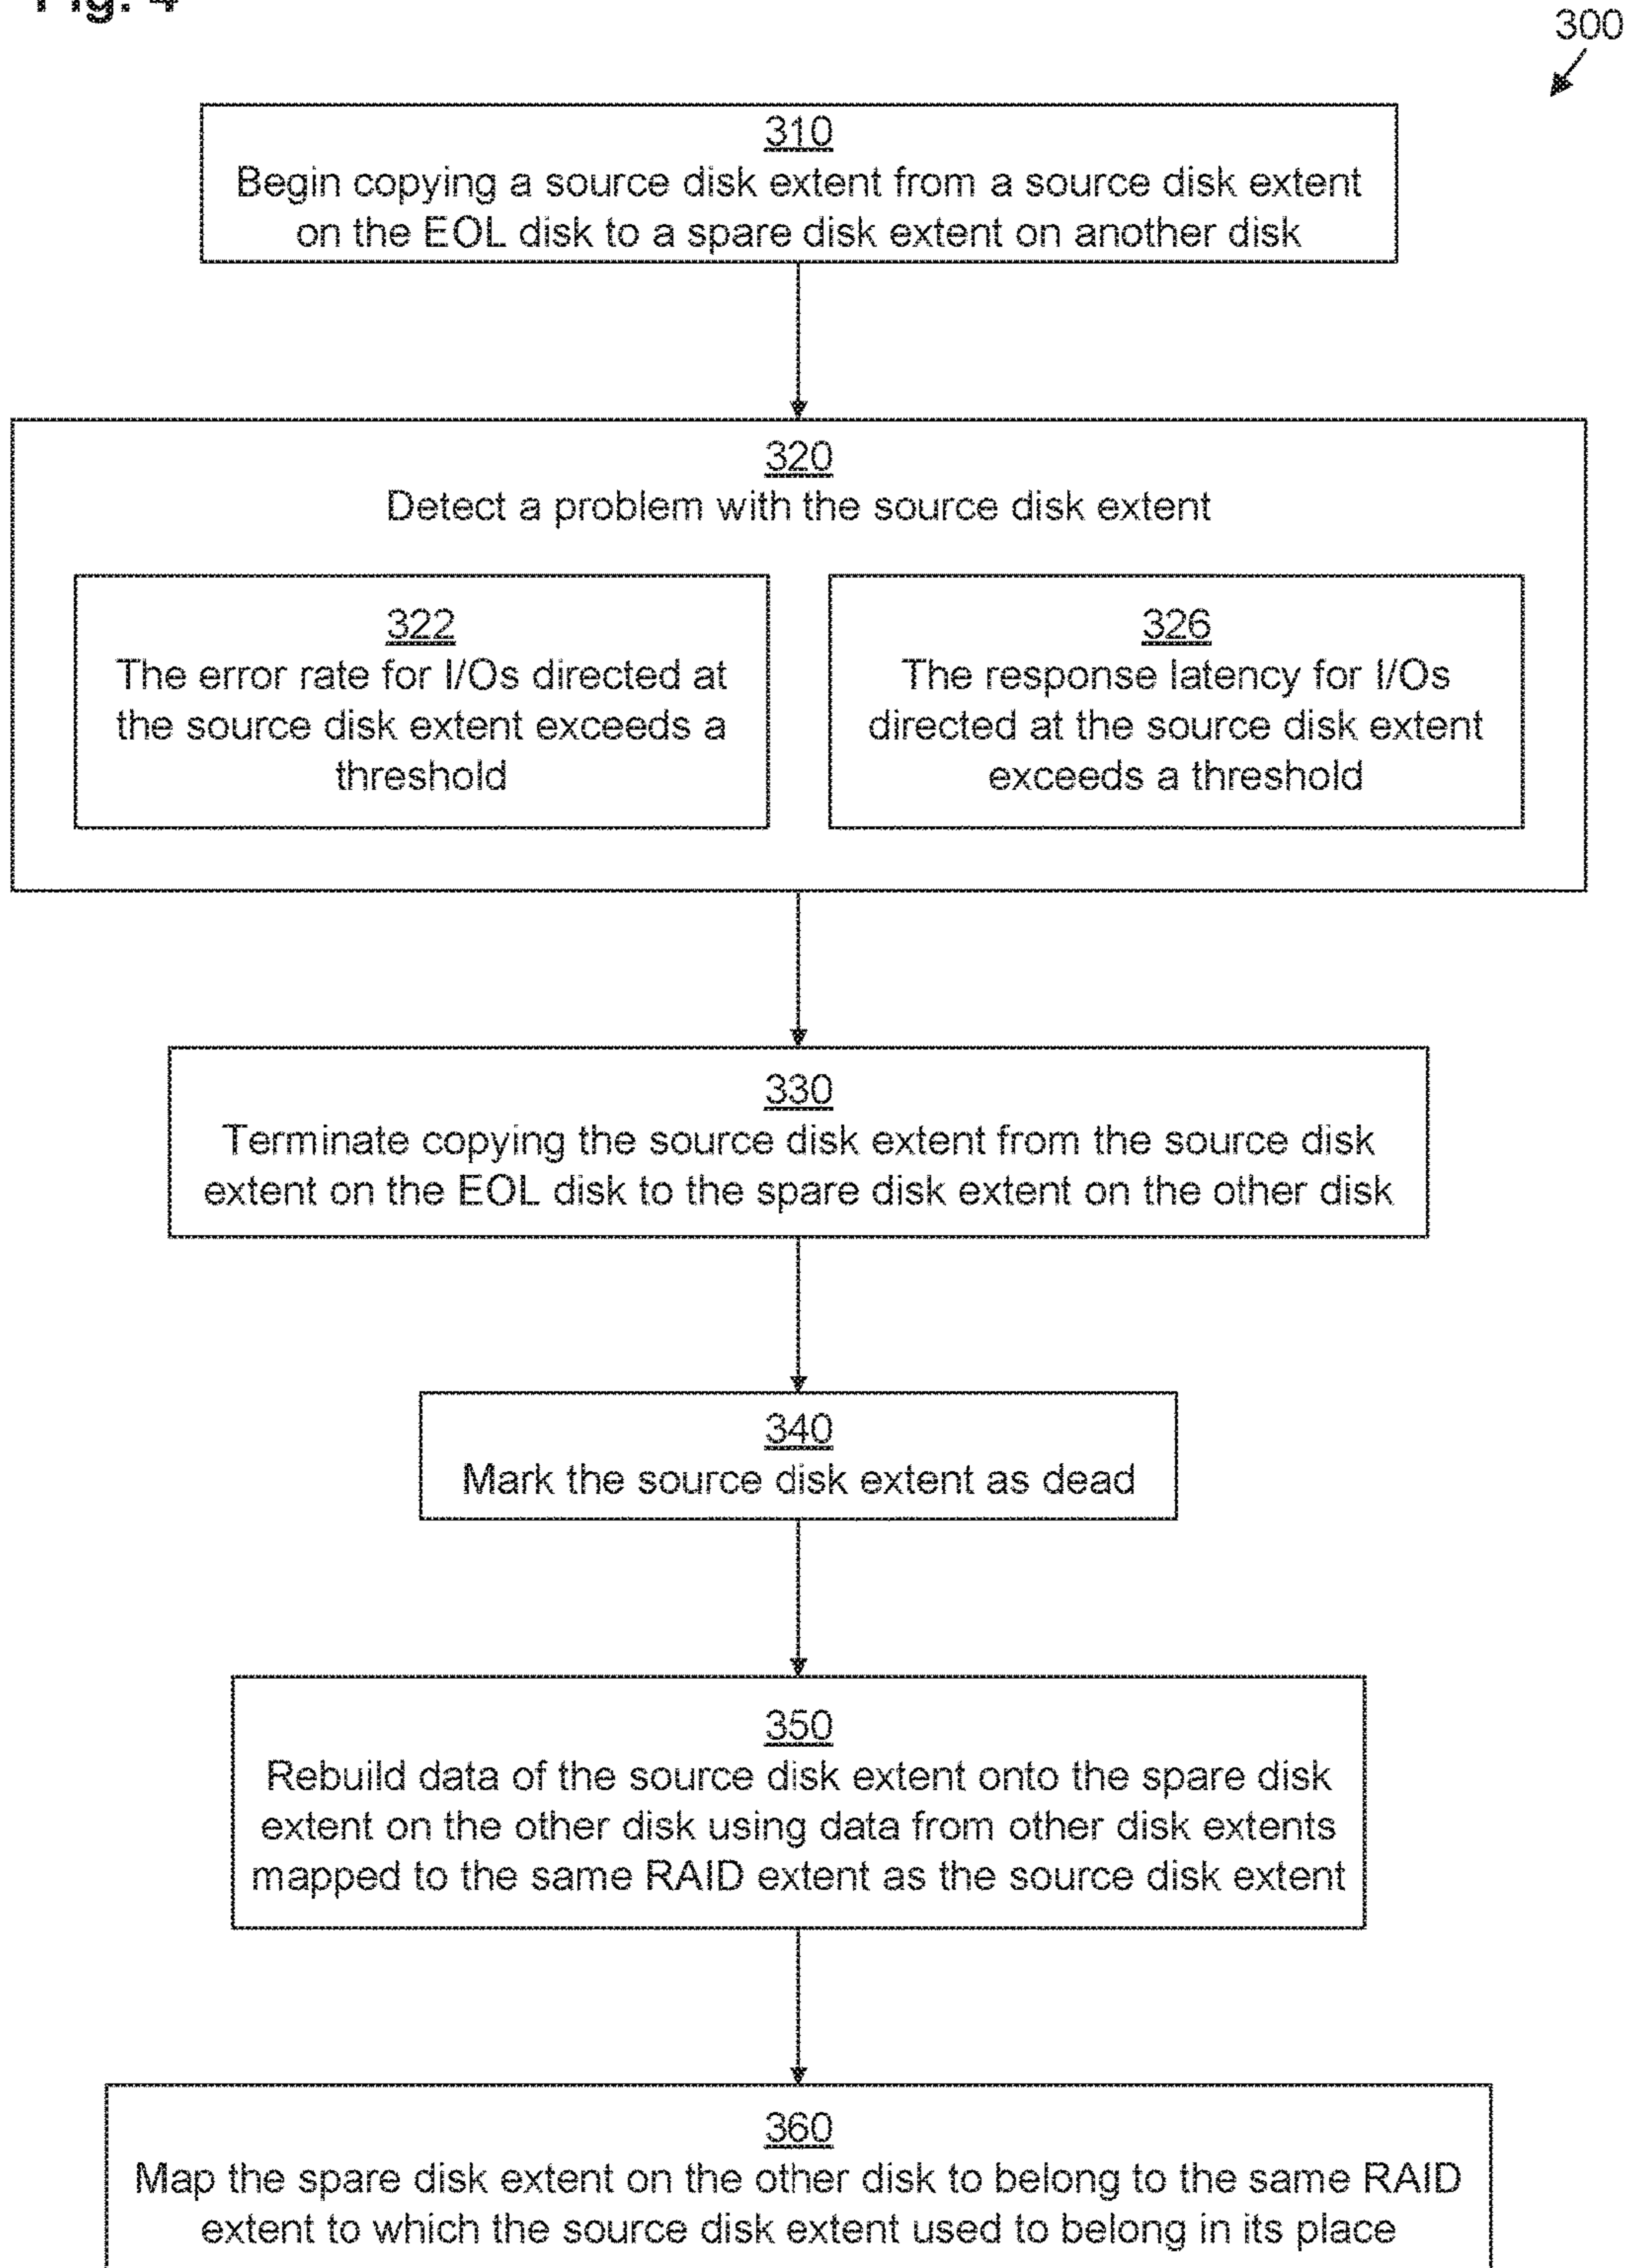 Fig. 4
300
310
Begin copying a source disk extent from a source disk extent
on the EOL disk to a spare disk extent on another disk
320
Detect a problem with the source disk extent
322
The error rate for I/Os directed at
the source disk extent exceeds a
threshold
326
The response latency for I/Os
directed at the source disk extent
exceeds a threshold
330
Terminate copying the source disk extent from the source disk
extent on the EOL disk to the spare disk extent on the other disk
340
Mark the source disk extent as dead
350
Rebuild data of the source disk extent onto the spare disk
extent on the other disk using data from other disk extents
mapped to the same RAID extent as the source disk extent
360
Map the spare disk extent on the other disk to belong to the same RAID
extent to which the source disk extent used to belong in its place